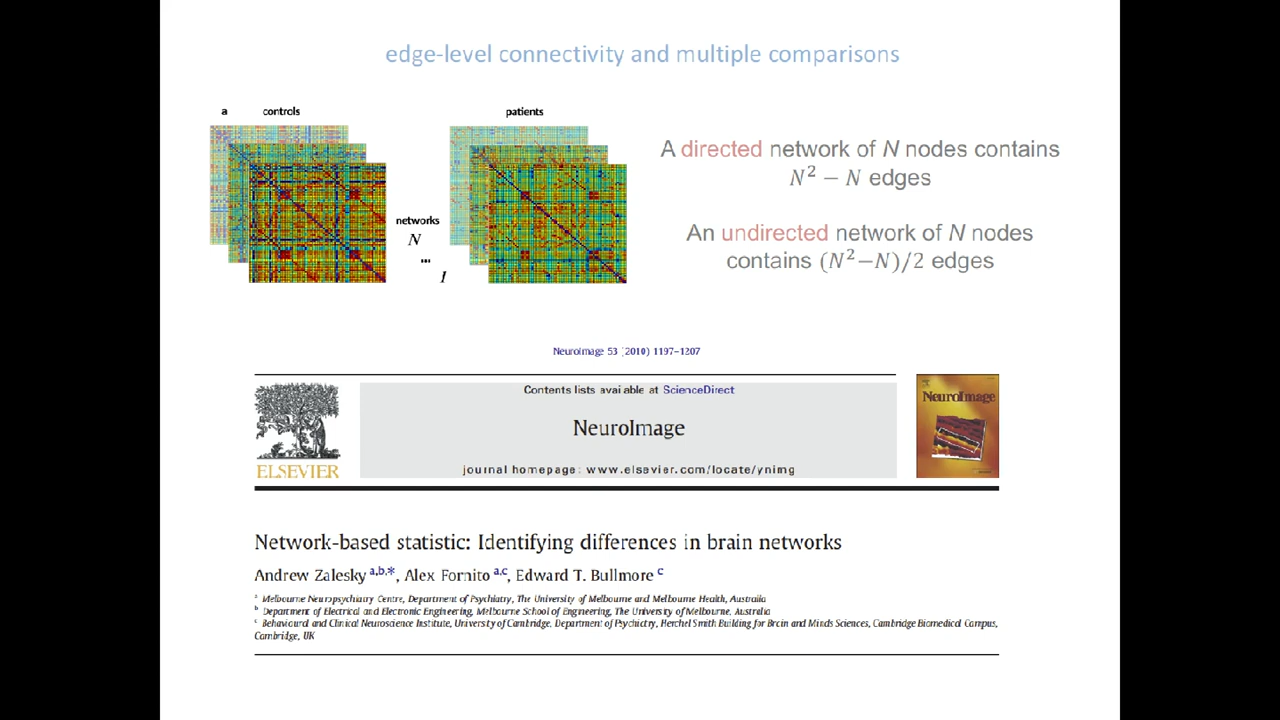 edge-level connectivity and multiple comparisons
a controls
patients
networks
N
...
I
A directed network of N nodes contains
N² − N edges
An undirected network of N nodes
contains (N²−N)/2 edges
NeuroImage 53 (2010) 1197–1207
Contents lists available at ScienceDirect
NeuroImage
journal homepage: www.elsevier.com/locate/ynimg
ELSEVIER
NeuroImage
Network-based statistic: Identifying differences in brain networks
Andrew Zalesky a,b,*, Alex Fornito a,c, Edward T. Bullmore c
a Melbourne Neuropsychiatry Centre, Department of Psychiatry, The University of Melbourne and Melbourne Health, Australia
b Department of Electrical and Electronic Engineering, Melbourne School of Engineering, The University of Melbourne, Australia
c Behavioural and Clinical Neuroscience Institute, University of Cambridge, Department of Psychiatry, Herchel Smith Building for Brain and Minds Sciences, Cambridge Biomedical Campus,
Cambridge, UK